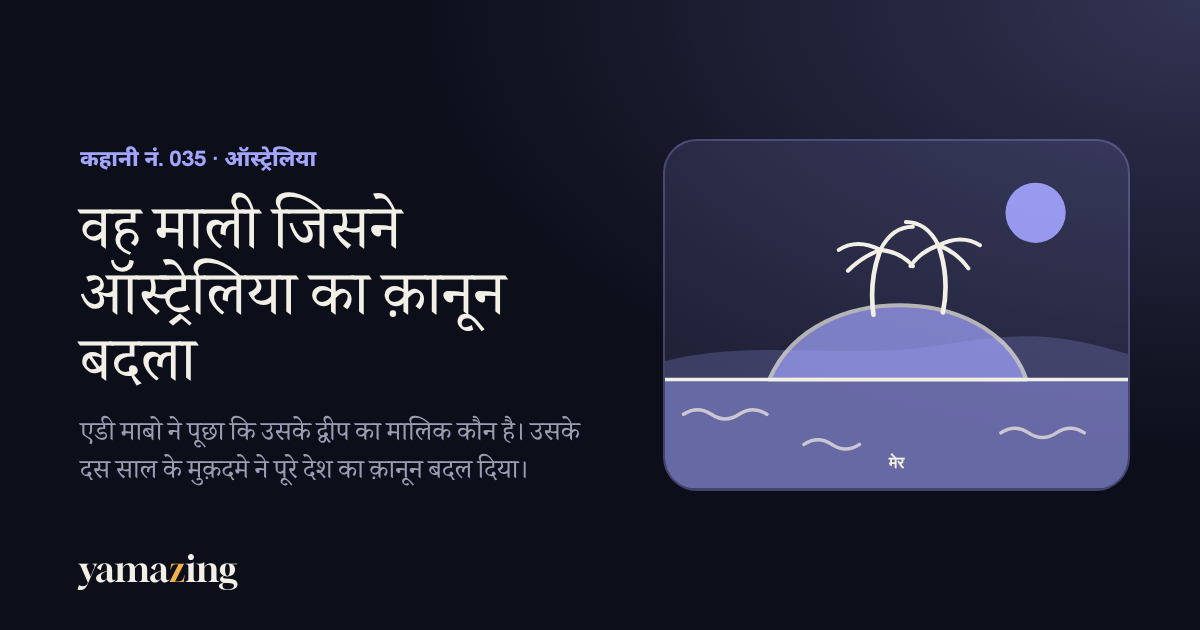 कहानी नं. 035 · ऑस्ट्रेलिया
वह माली जिसने
ऑस्ट्रेलिया का क़ानून
बदला
एडी माबो ने पूछा कि उसके द्वीप का मालिक कौन है। उसके
दस साल के मुक़दमे ने पूरे देश का क़ानून बदल दिया।
मेर
yamazing